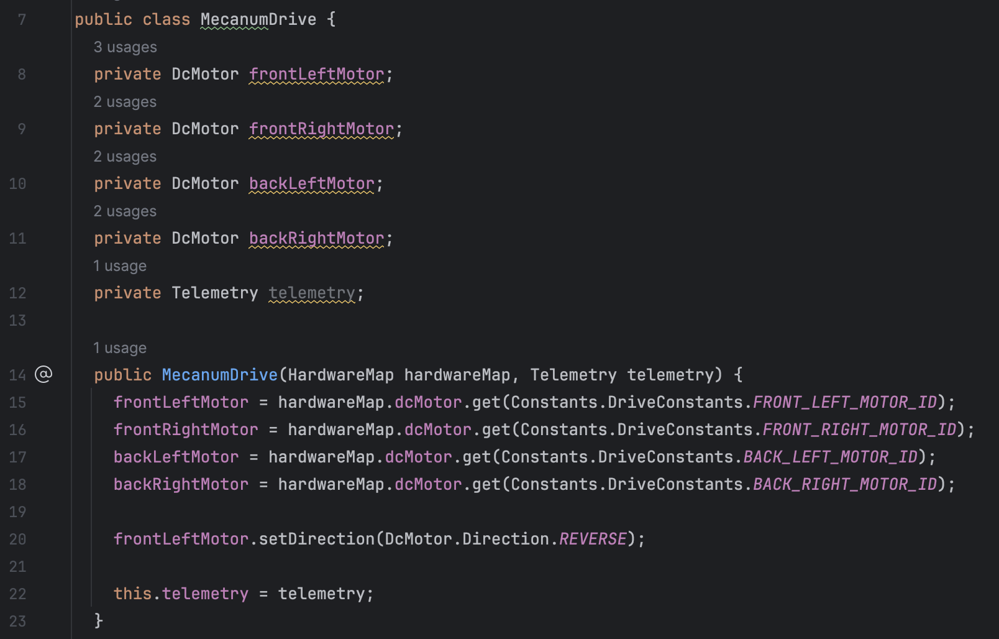 7 public class MecanumDrive {
3 usages
8 private DcMotor frontLeftMotor;
2 usages
9 private DcMotor frontRightMotor;
2 usages
10 private DcMotor backLeftMotor;
2 usages
11 private DcMotor backRightMotor;
1 usage
12 private Telemetry telemetry;
13
1 usage
14 @ public MecanumDrive(HardwareMap hardwareMap, Telemetry telemetry) {
15 frontLeftMotor = hardwareMap.dcMotor.get(Constants.DriveConstants.FRONT_LEFT_MOTOR_ID);
16 frontRightMotor = hardwareMap.dcMotor.get(Constants.DriveConstants.FRONT_RIGHT_MOTOR_ID);
17 backLeftMotor = hardwareMap.dcMotor.get(Constants.DriveConstants.BACK_LEFT_MOTOR_ID);
18 backRightMotor = hardwareMap.dcMotor.get(Constants.DriveConstants.BACK_RIGHT_MOTOR_ID);
19
20 frontLeftMotor.setDirection(DcMotor.Direction.REVERSE);
21
22 this.telemetry = telemetry;
23 }